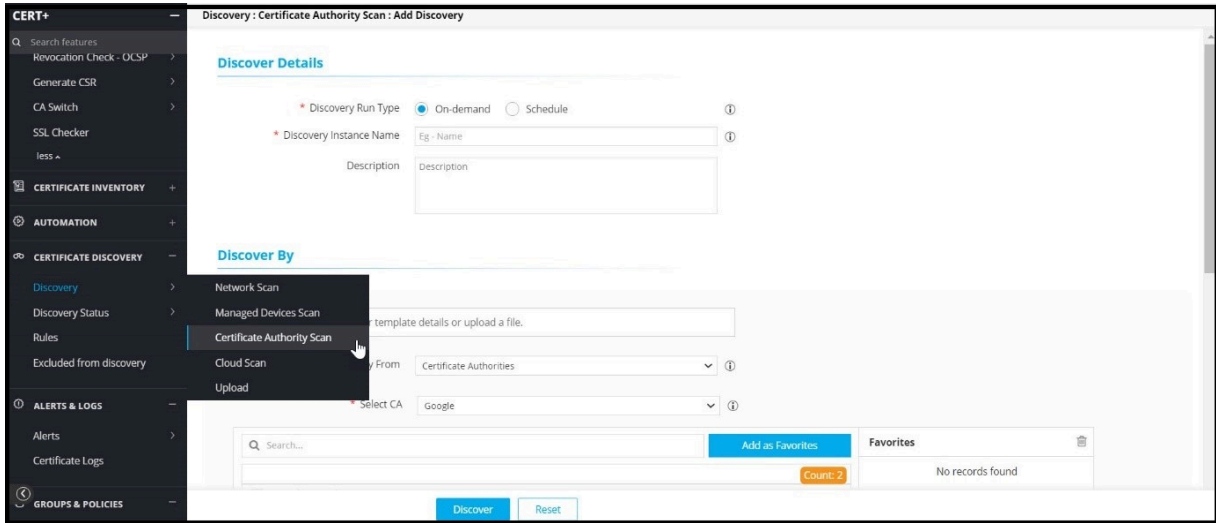 CERT+
Search features
Revocation Check - OCSP
Generate CSR
CA Switch
SSL Checker
less
CERTIFICATE INVENTORY
AUTOMATION
CERTIFICATE DISCOVERY
Discovery
Discovery Status
Rules
Excluded from discovery
ALERTS & LOGS
Alerts
Certificate Logs
GROUPS & POLICIES
Network Scan
Managed Devices Scan
Certificate Authority Scan
Cloud Scan
Upload
Discovery : Certificate Authority Scan : Add Discovery
Discover Details
* Discovery Run Type On-demand Schedule
* Discovery Instance Name Eg - Name
Description Description
Discover By
template details or upload a file.
From Certificate Authorities
* Select CA Google
Search... Add as Favorites Favorites
Count: 2 No records found
Discover Reset